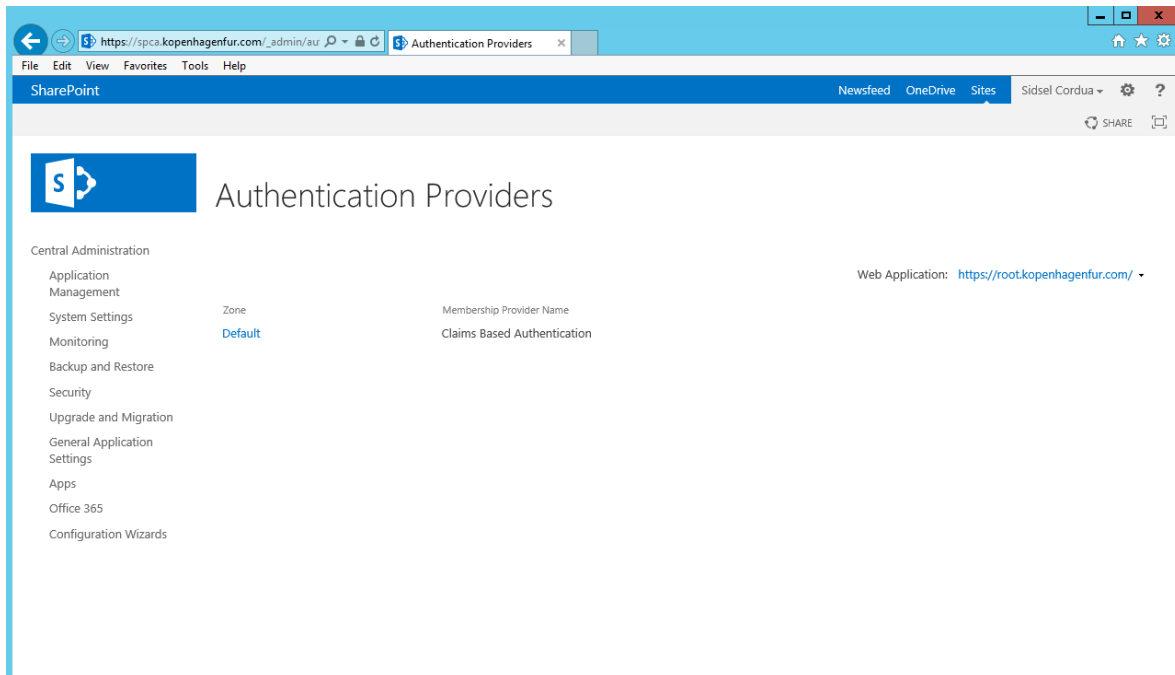 https://spca.kopenhagenfur.com/_admin/au
Authentication Providers
File Edit View Favorites Tools Help
SharePoint
Newsfeed OneDrive Sites Sidsel Cordua ?
SHARE
S
Authentication Providers
Central Administration
Application
Management
System Settings
Monitoring
Backup and Restore
Security
Upgrade and Migration
General Application
Settings
Apps
Office 365
Configuration Wizards
Web Application: https://root.kopenhagenfur.com/
Zone Membership Provider Name
Default Claims Based Authentication